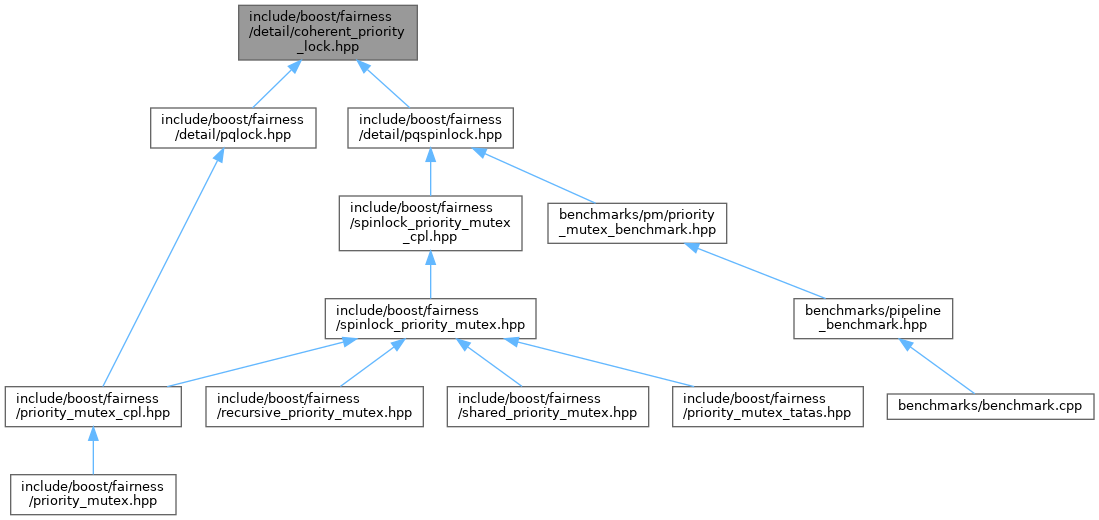 include/boost/fairness
/detail/coherent_priority
_lock.hpp
include/boost/fairness
/detail/pqlock.hpp
include/boost/fairness
/detail/pqspinlock.hpp
include/boost/fairness
/spinlock_priority_mutex
_cpl.hpp
benchmarks/pm/priority
_mutex_benchmark.hpp
include/boost/fairness
/spinlock_priority_mutex.hpp
benchmarks/pipeline
_benchmark.hpp
include/boost/fairness
/priority_mutex_cpl.hpp
include/boost/fairness
/recursive_priority_mutex.hpp
include/boost/fairness
/shared_priority_mutex.hpp
include/boost/fairness
/priority_mutex_tatas.hpp
benchmarks/benchmark.cpp
include/boost/fairness
/priority_mutex.hpp